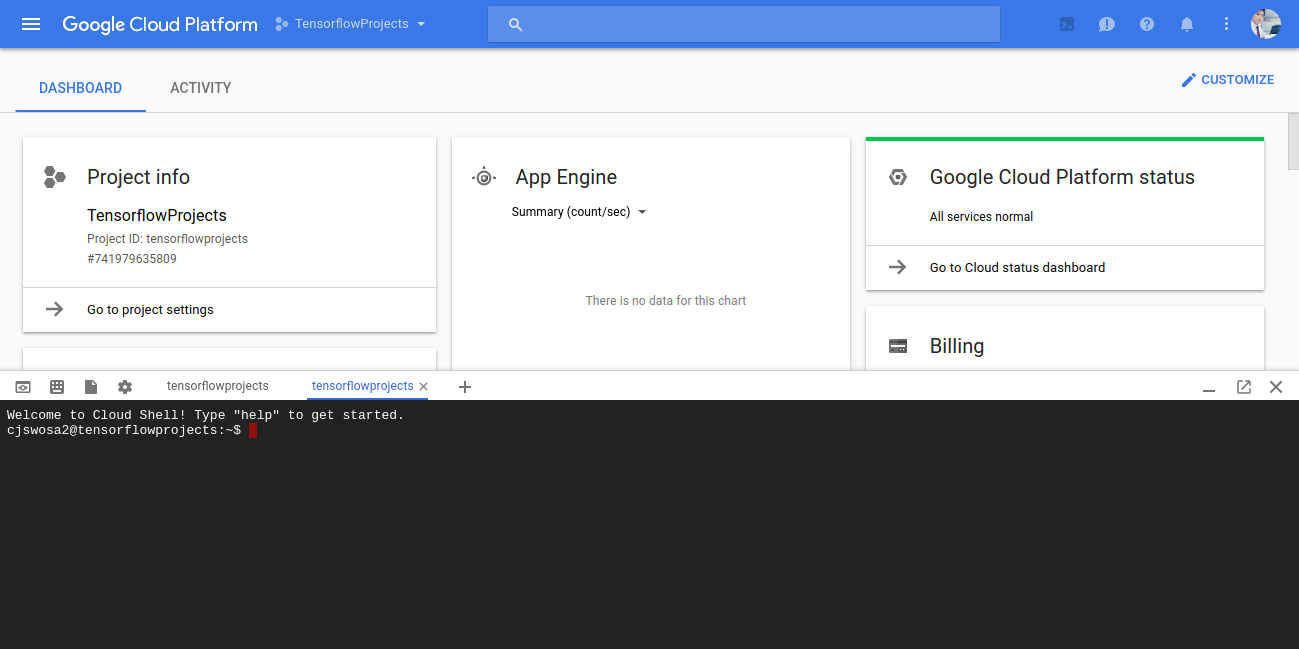 Google Cloud Platform
TensorflowProjects
DASHBOARD
ACTIVITY
CUSTOMIZE
Project info
TensorflowProjects
Project ID: tensorflowprojects
#741979635809
Go to project settings
App Engine
Summary (count/sec)
There is no data for this chart
Google Cloud Platform status
All services normal
Go to Cloud status dashboard
Billing
tensorflowprojects
tensorflowprojects
Welcome to Cloud Shell! Type "help" to get started.
cjswosa2@tensorflowprojects:~$